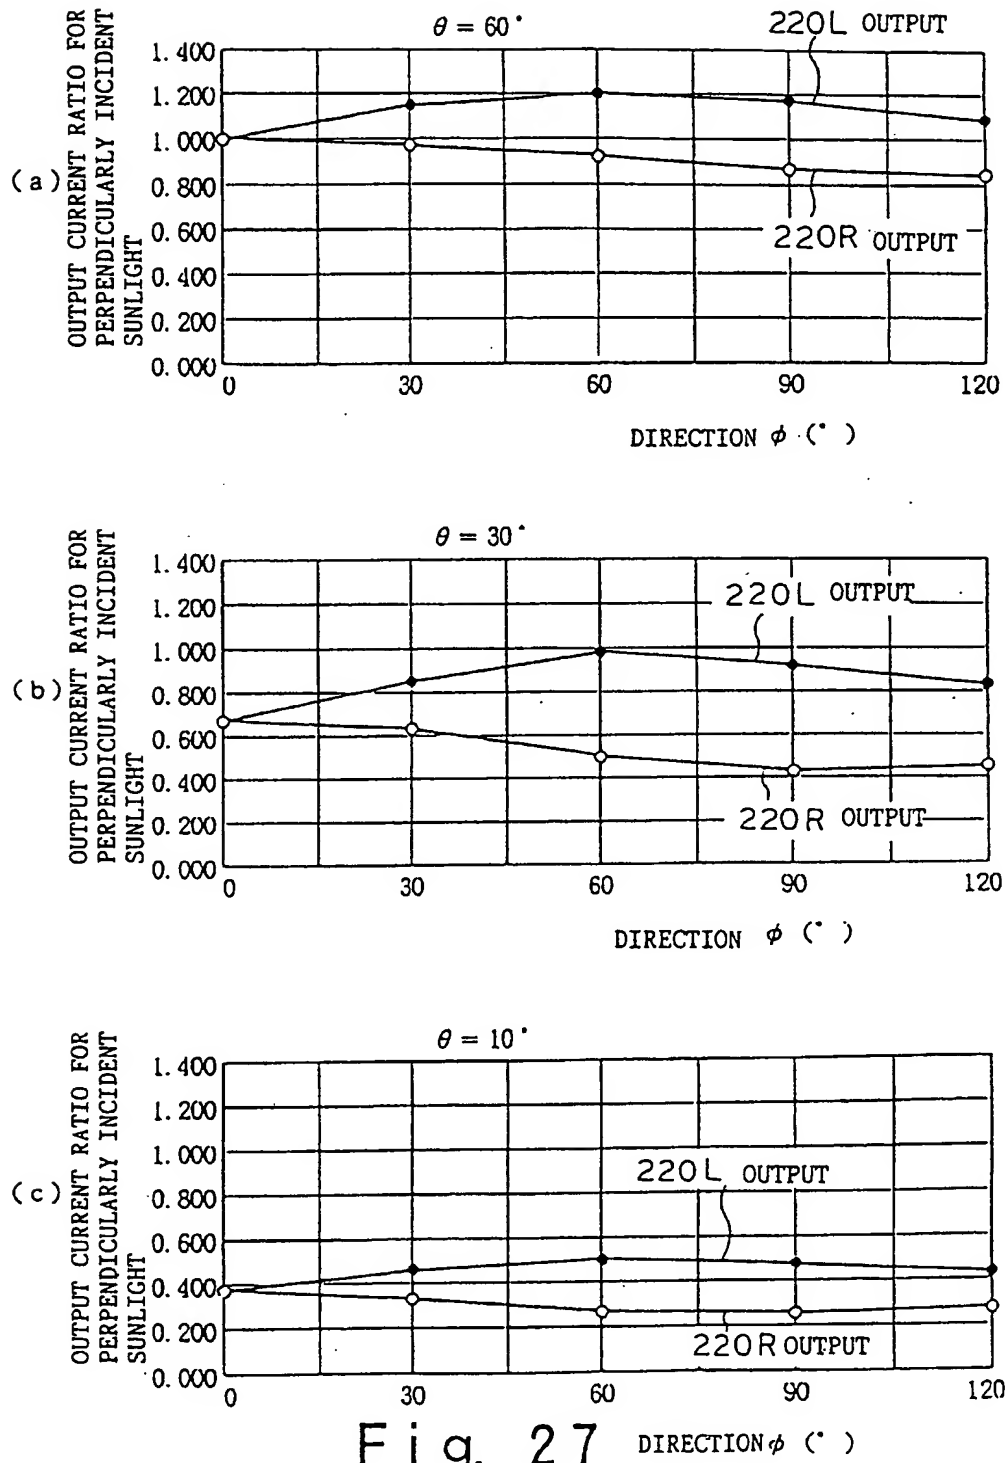 θ = 60°
220L OUTPUT
(a)
OUTPUT CURRENT RATIO FOR
PERPENDICULARLY INCIDENT
SUNLIGHT
1.400
1.200
1.000
0.800
0.600
0.400
0.200
0.000
220R OUTPUT
0 30 60 90 120
DIRECTION φ (°)
θ = 30°
(b)
OUTPUT CURRENT RATIO FOR
PERPENDICULARLY INCIDENT
SUNLIGHT
1.400
1.200
1.000
0.800
0.600
0.400
0.200
0.000
220L OUTPUT
220R OUTPUT
0 30 60 90 120
DIRECTION φ (°)
θ = 10°
(c)
OUTPUT CURRENT RATIO FOR
PERPENDICULARLY INCIDENT
SUNLIGHT
1.400
1.200
1.000
0.800
0.600
0.400
0.200
0.000
220L OUTPUT
220R OUTPUT
0 30 60 90 120
DIRECTION φ (°)
Fig. 27